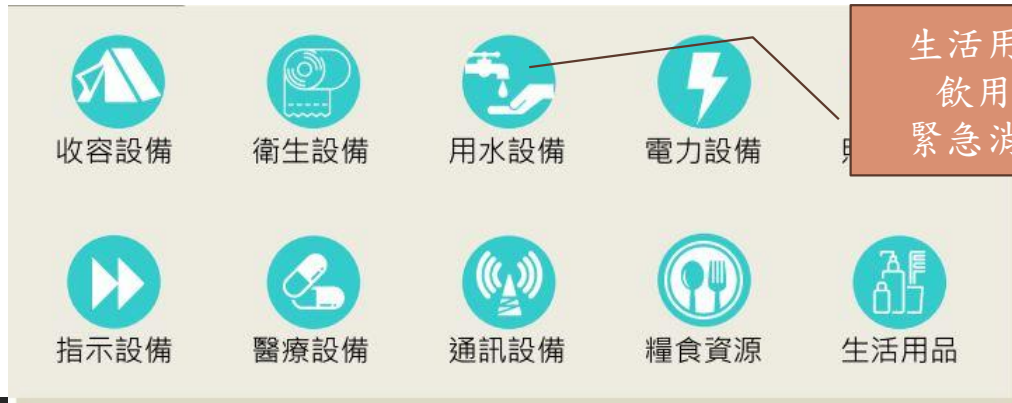 收容設備
衛生設備
用水設備
電力設備
生活用
飲用
緊急消
指示設備
醫療設備
通訊設備
糧食資源
生活用品